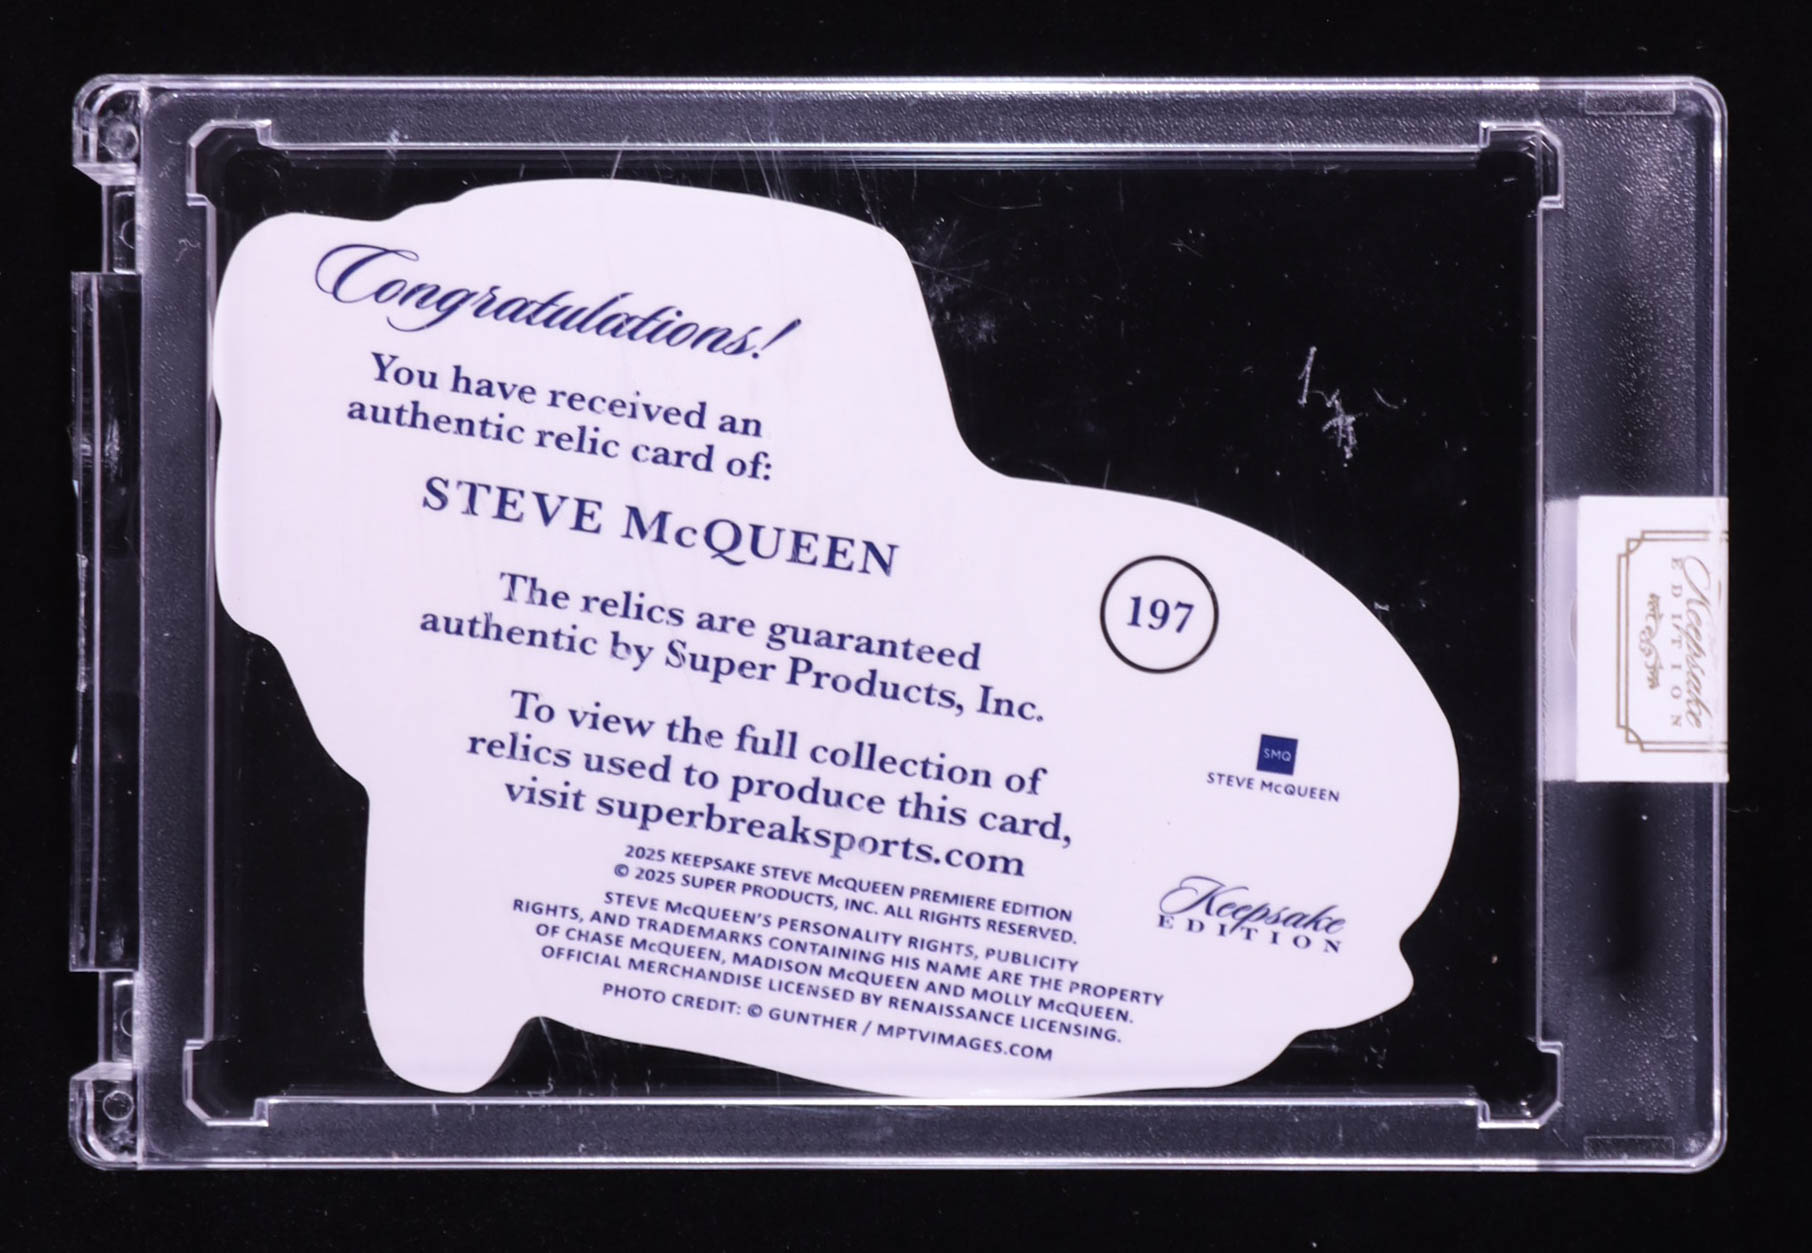 Congratulations!
You have received an
authentic relic card of:
STEVE McQUEEN
The relics are guaranteed
authentic by Super Products, Inc.
To view the full collection of
relics used to produce this card,
visit superbreaksports.com
2025 KEEPSAKE STEVE McQUEEN PREMIERE EDITION
© 2025 SUPER PRODUCTS, INC. ALL RIGHTS RESERVED.
STEVE McQUEEN'S PERSONALITY RIGHTS, PUBLICITY
RIGHTS, AND TRADEMARKS CONTAINING HIS NAME ARE THE PROPERTY
OF CHASE McQUEEN, MADISON McQUEEN AND MOLLY McQUEEN.
OFFICIAL MERCHANDISE LICENSED BY RENAISSANCE LICENSING.
PHOTO CREDIT: © GUNTHER / MPTVIMAGES.COM
197
SMQ
STEVE McQUEEN
Keepsake
EDITION
Keepsake
EDITION